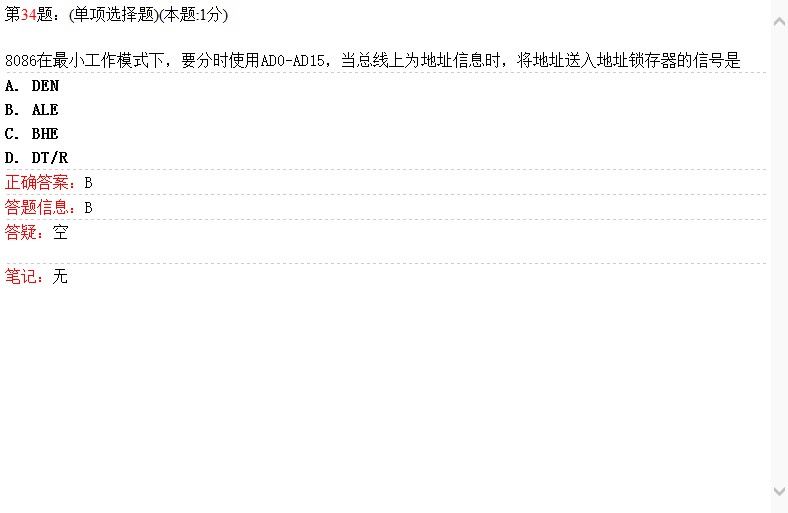 第34题：(单项选择题)(本题:1分)
8086在最小工作模式下，要分时使用AD0-AD15，当总线上为地址信息时，将地址送入地址锁存器的信号是
A. DEN
B. ALE
C. BHE
D. DT/R
正确答案：B
答题信息：B
答疑：空
笔记：无